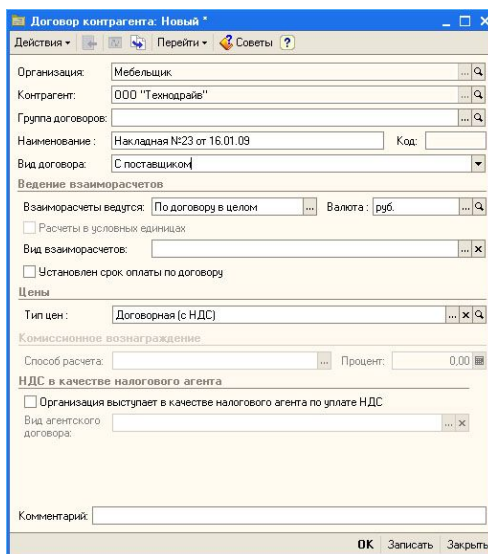 Договор контрагента: Новый *
Действия Перейти Советы ?
Организация: Мебельщик ...
Контрагент: ООО "Технодрайв" ...
Группа договоров: ...
Наименование : Накладная №23 от 16.01.09 Код:
Вид договора: С поставщиком
Ведение взаиморасчетов
Взаиморасчеты ведутся: По договору в целом ... Валюта : руб. ...
Расчеты в условных единицах
Вид взаиморасчетов: ... x
Установлен срок оплаты по договору
Цены
Тип цен : Договорная (с НДС) ... x
Комиссионное вознаграждение
Способ расчета: ... Процент: 0,00
НДС в качестве налогового агента
Организация выступает в качестве налогового агента по уплате НДС
Вид агентского ... x
договора:
Комментарий:
OK Записать Закрыть